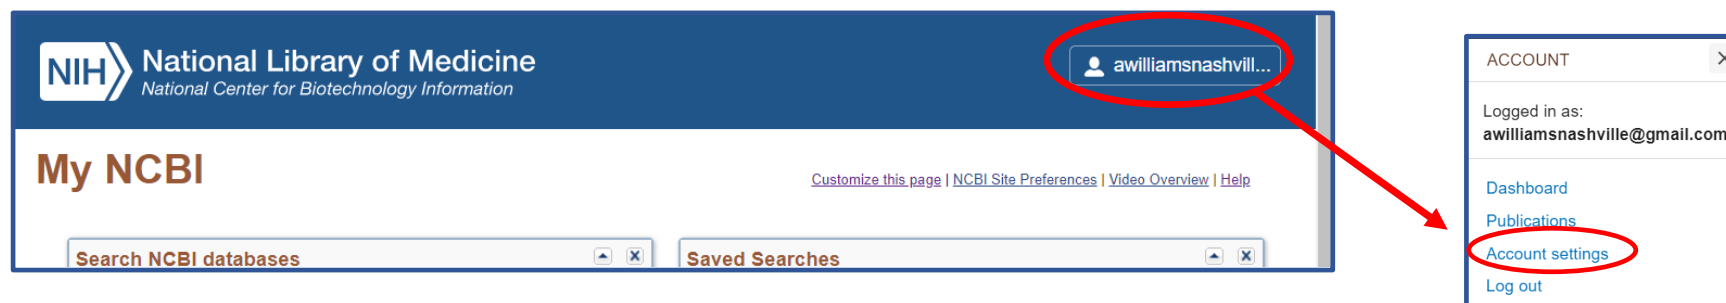 NIH
National Library of Medicine
National Center for Biotechnology Information
awilliamsnashvill...
My NCBI
Customize this page | NCBI Site Preferences | Video Overview | Help
Search NCBI databases
Saved Searches
ACCOUNT
Logged in as:
awilliamsnashville@gmail.com
Dashboard
Publications
Account settings
Log out